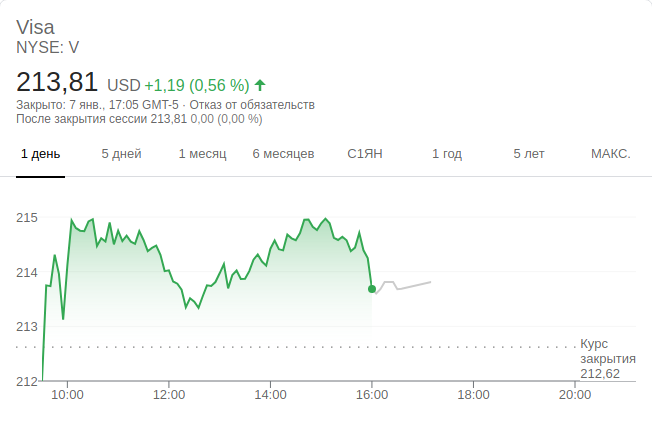 Visa
NYSE: V
213,81 USD +1,19 (0,56 %)
Закрыто: 7 янв., 17:05 GMT-5 · Отказ от обязательств
После закрытия сессии 213,81 0,00 (0,00 %)
1 день 5 дней 1 месяц 6 месяцев С1ЯН 1 год 5 лет МАКС.
215
214
213
Курс
закрытия
212,62
212
10:00 12:00 14:00 16:00 18:00 20:00